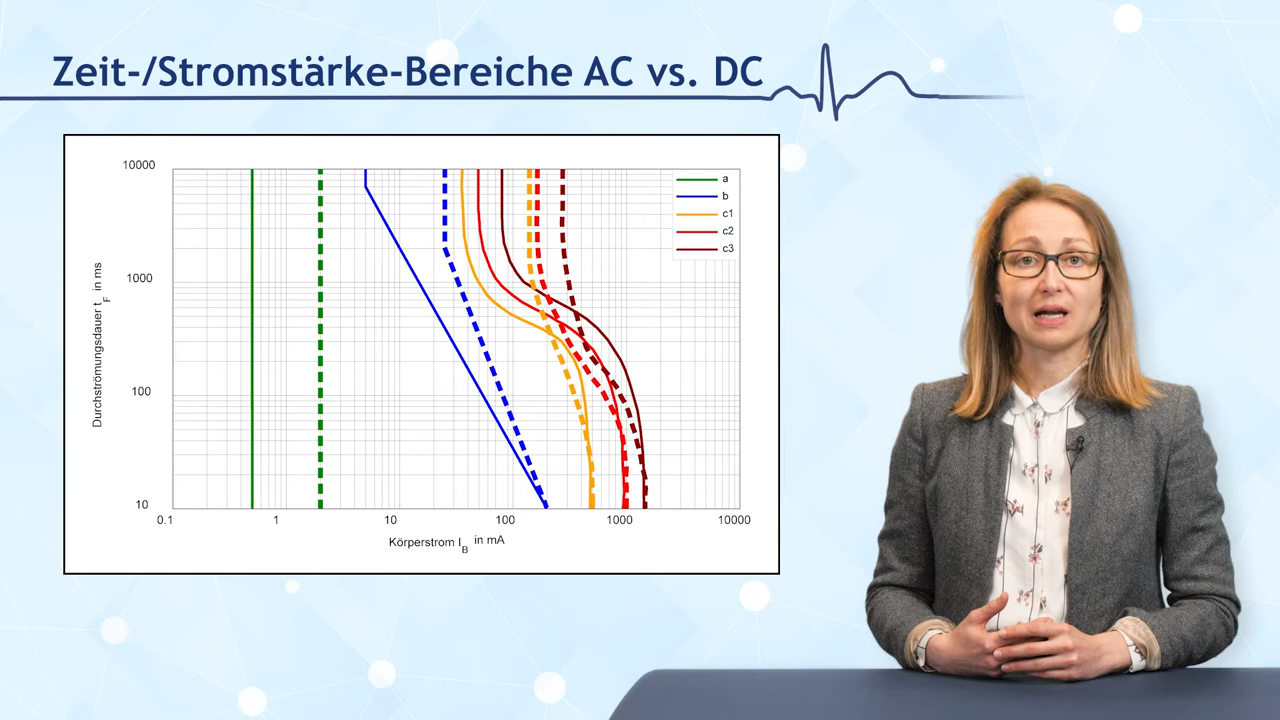 Zeit-/Stromstärke-Bereiche AC vs. DC
10000
1000
100
10
Durchströmungsdauer t_F in ms
0.1 1 10 100 1000 10000
Körperstrom I_B in mA
a
b
c1
c2
c3